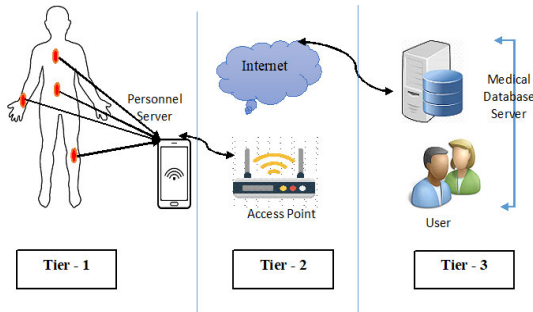 Personnel
Server
Internet
Medical
Database
Server
Access Point
User
Tier - 1
Tier - 2
Tier - 3